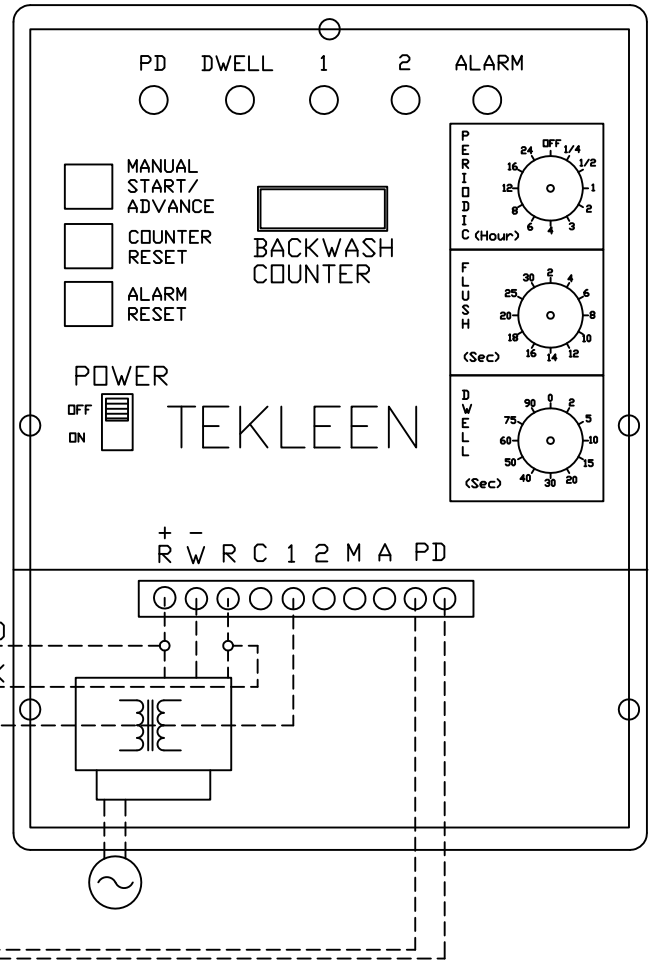 PD DWELL 1 2 ALARM
MANUAL
START/
ADVANCE
COUNTER
RESET
ALARM
RESET
BACKWASH
COUNTER
PERIODIC
(Hour)
OFF
1/4
1/2
1
2
3
4
6
8
12
16
24
FLUSH
(Sec)
2
4
6
8
10
12
14
16
18
20
25
30
DWELL
(Sec)
0
2
5
10
15
20
30
40
50
60
75
90
POWER
OFF
ON
TEKLEEN
+ -
R W R C 1 2 M A PD